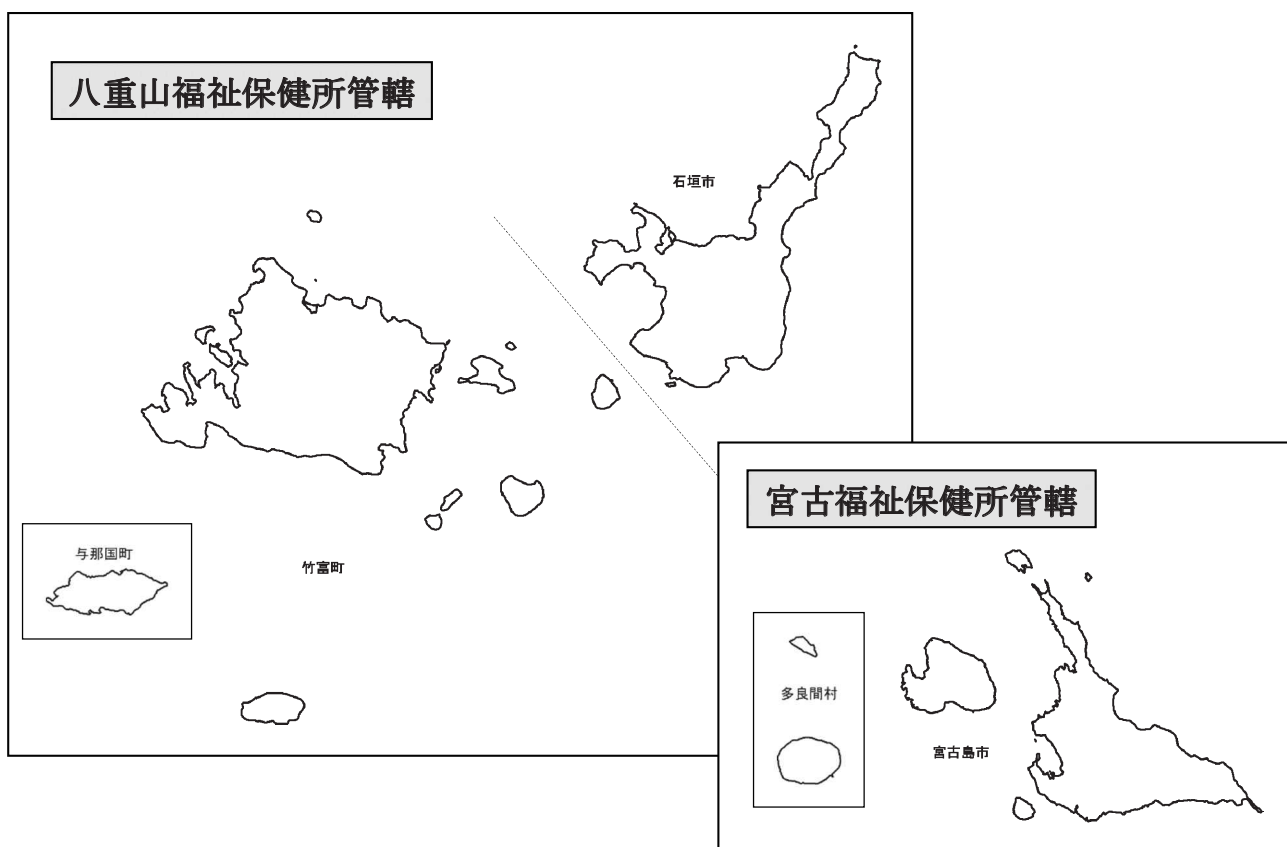 八重山福祉保健所管轄
石垣市
与那国町
竹富町
宮古福祉保健所管轄
多良間村
宮古島市